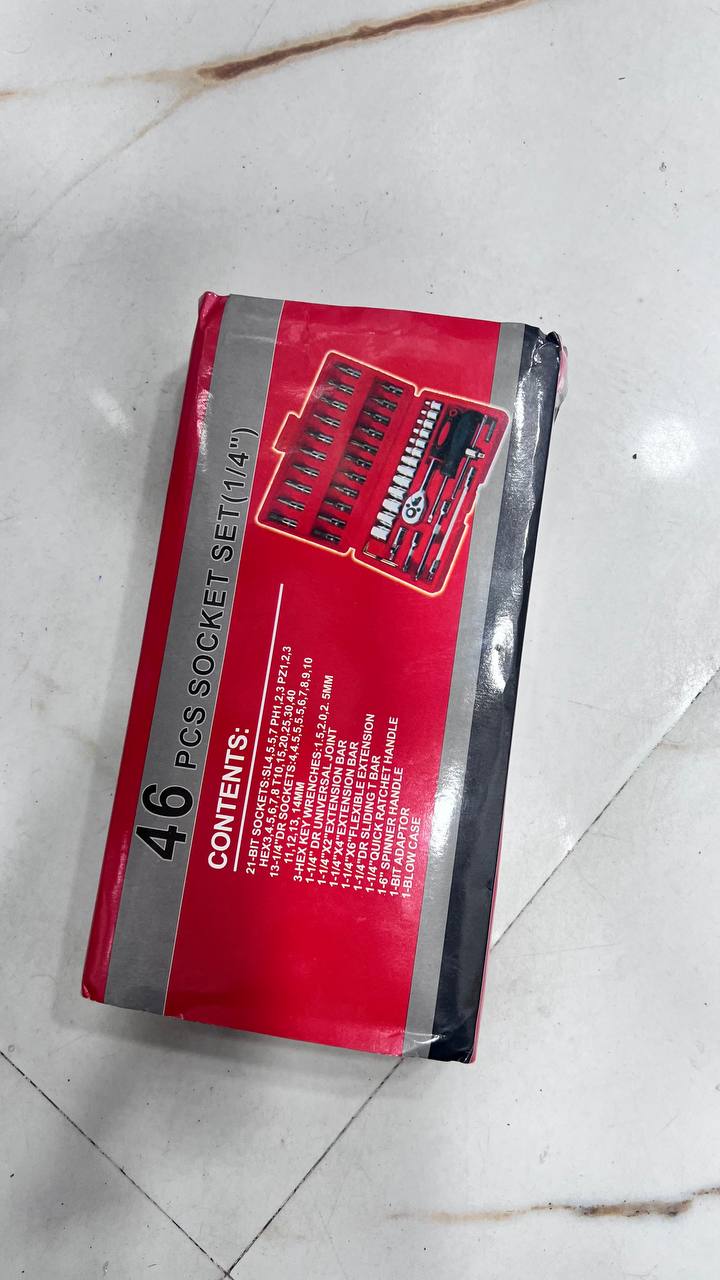 46 PCS SOCKET SET(1/4")
CONTENTS:
21-BIT SOCKETS:SL4,5.5,7 PH1,2,3 PZ1,2,3
HEX3,4,5,6,7,8 T10,15,20,25,30,40
13-1/4"DR SOCKETS:4,4.5,5,5.5,6,7,8,9,10
11,12,13, 14MM
3-HEX KEY WRENCHES:1.5,2.0,2. 5MM
1-1/4" DR UNIVERSAL JOINT
1-1/4"X2"EXTENSION BAR
1-1/4"X4"EXTENSION BAR
1-1/4"X6"FLEXIBLE EXTENSION
1-1/4"DR SLIDING T BAR
1-1/4"QUICK RATCHET HANDLE
1-6" SPINNER HANDLE
1-BIT ADAPTOR
1-BLOW CASE